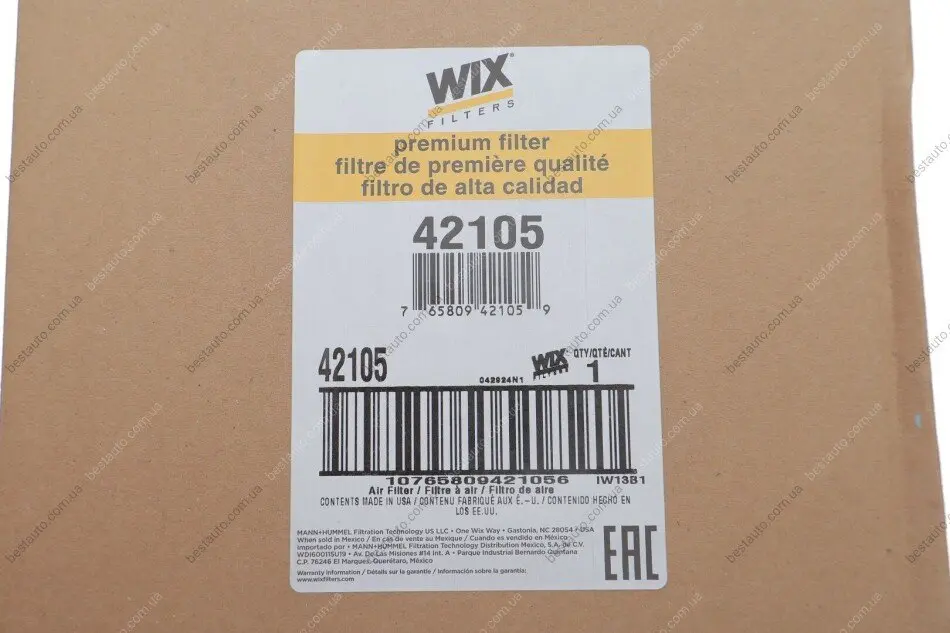 WIX
FILTERS
premium filter
filtre de première qualité
filtro de alta calidad
42105
7 65809 42105 9
42105
042924N1
WIX
FILTERS
QTY/QTÉ/CANT
1
10765809421056
IW13B1
Air Filter / Filtre à air / Filtro de aire
CONTENTS MADE IN USA / CONTENU FABRIQUÉ AUX É.-U. / CONTENIDO HECHO EN
LOS EE.UU.
MANN+HUMMEL Filtration Technology US LLC • One Wix Way • Gastonia, NC 28054 • USA
When sold in Mexico / En cas de vente au Mexique / Cuando es vendido en México
Importado por • MANN+HUMMEL Filtration Technology Distribution Mexico, S.A. de C.V.
WDI600115U19 • Av. De Las Misiones #14 Int. A • Parque Industrial Bernardo Quintana
C.P. 76246 El Marques, Querétaro, México
Warranty information / Détails sur la garantie / Información sobre la garantía
www.wixfilters.com
EAC
bestauto.com.ua